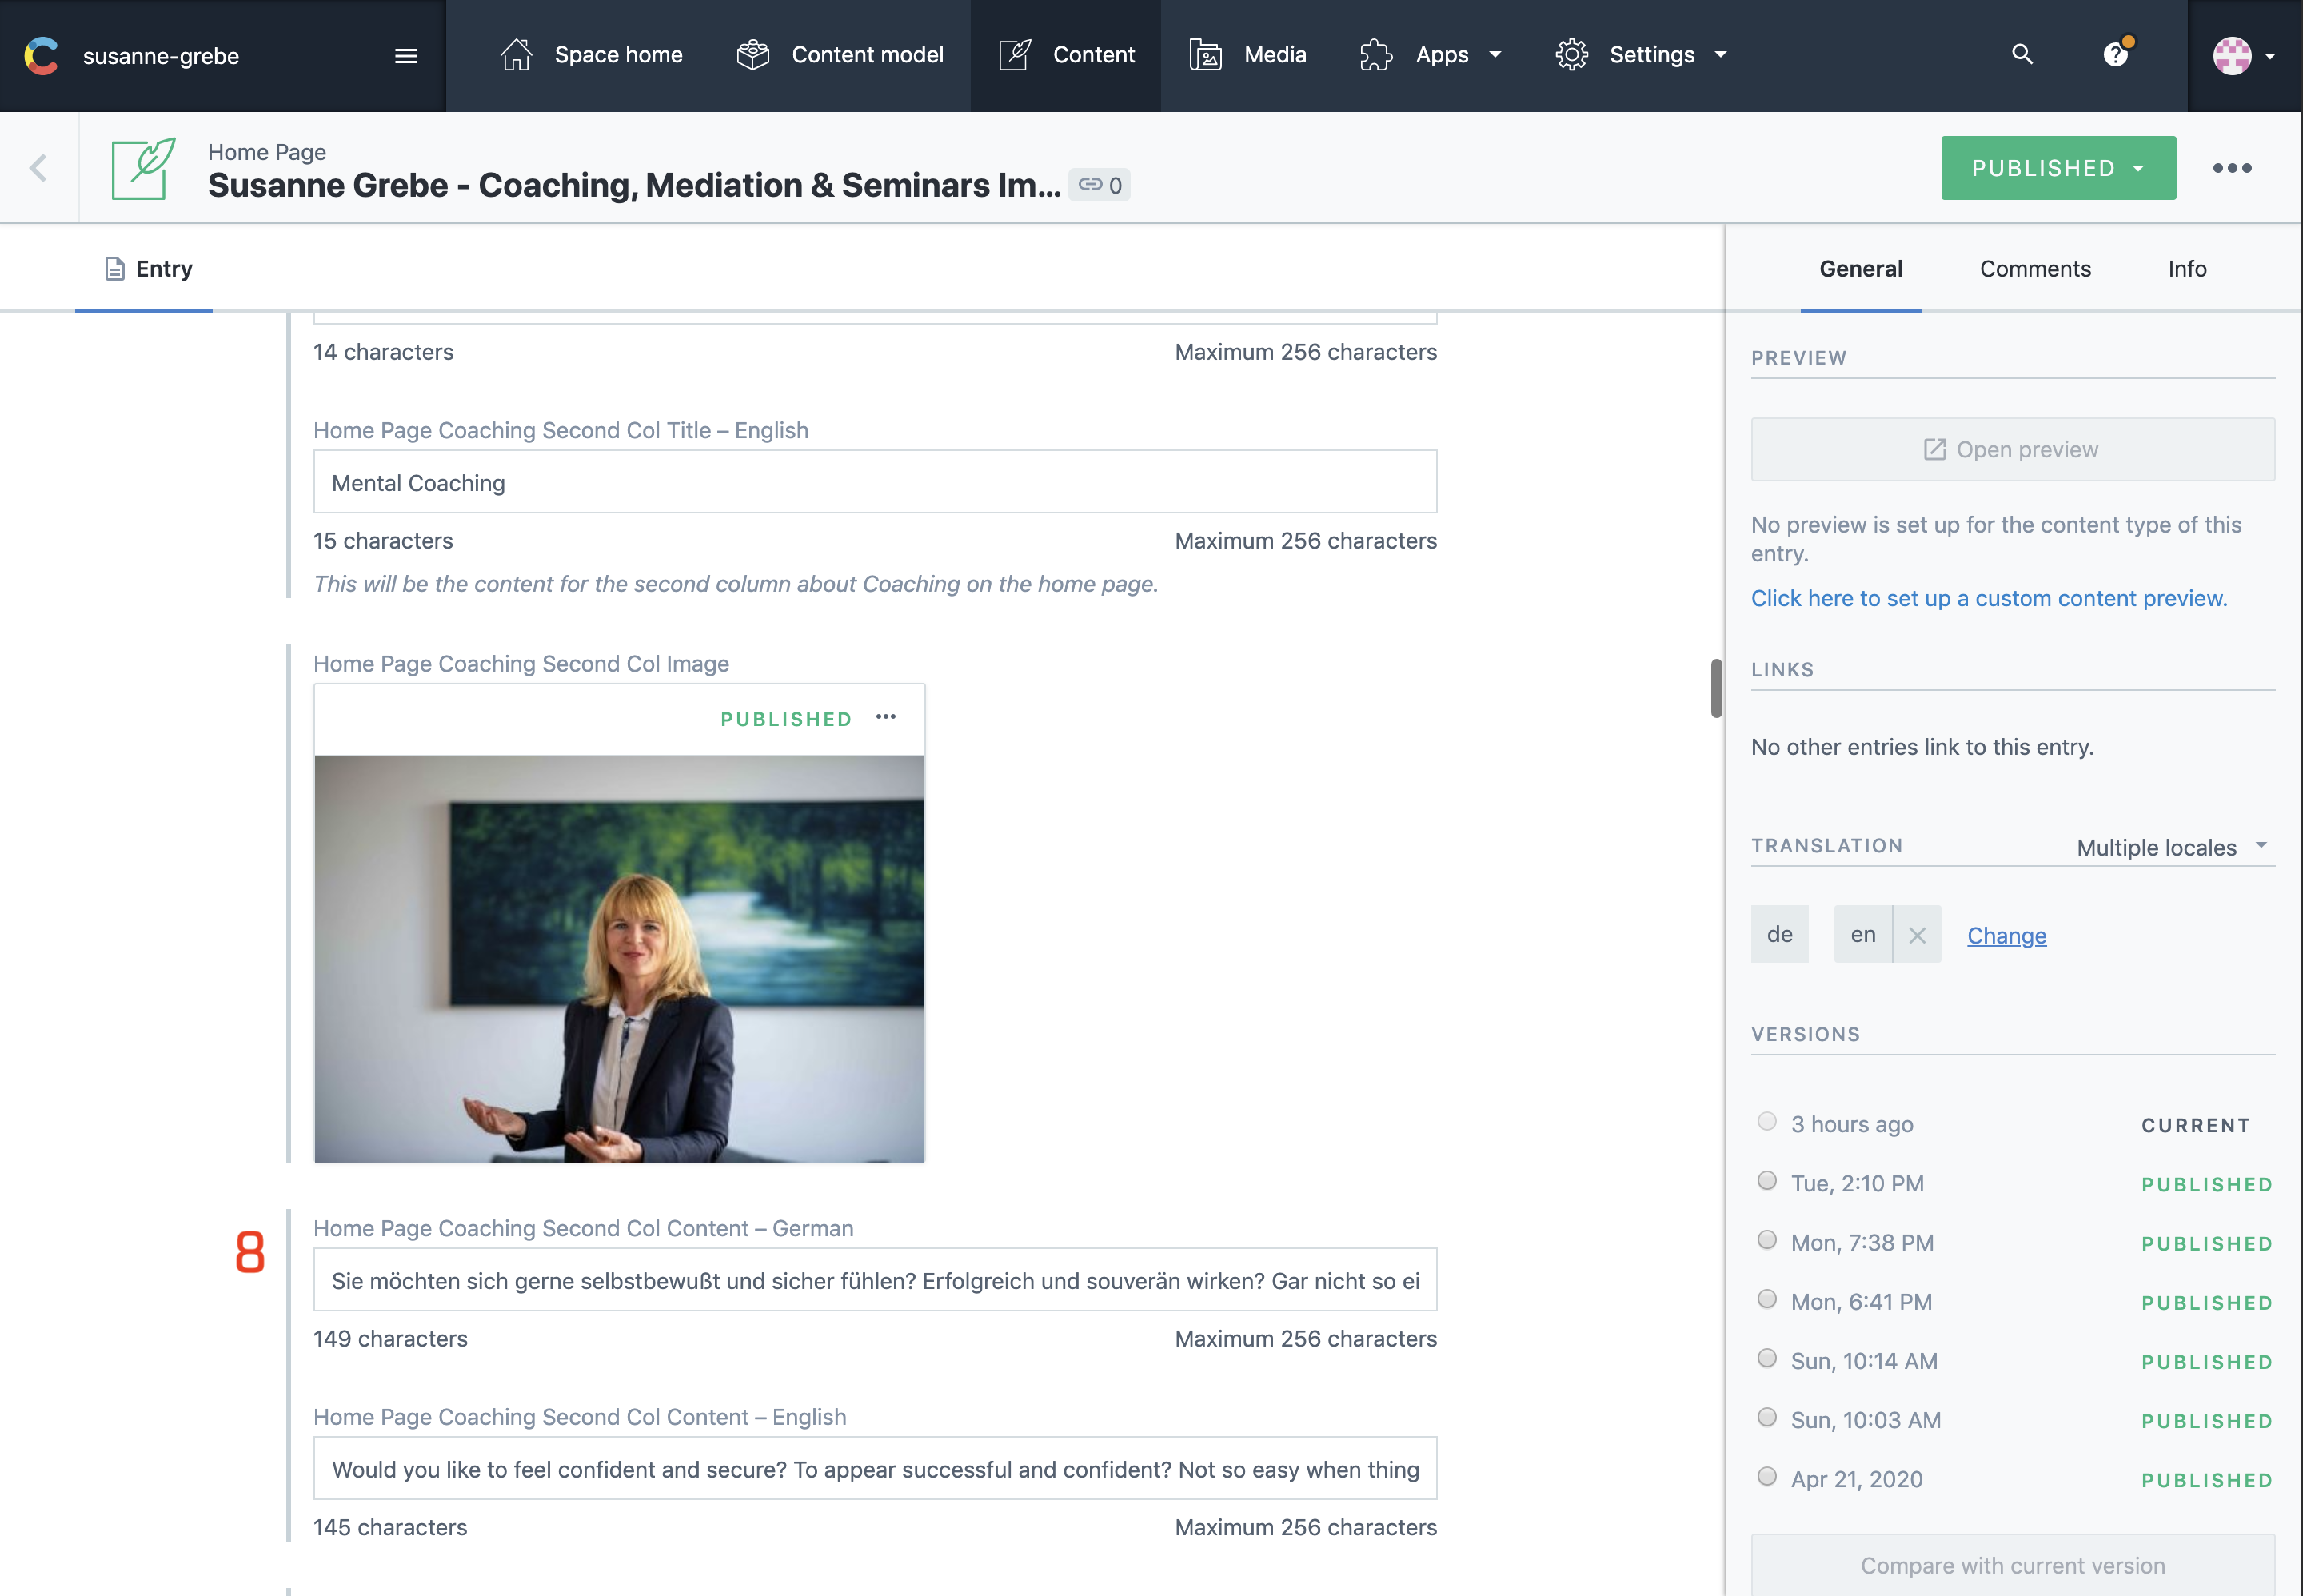 susanne-grebe
Space home
Content model
Content
Media
Apps
Settings
?
Home Page
Susanne Grebe - Coaching, Mediation & Seminars Im...
0
PUBLISHED
Entry
General
Comments
Info
14 characters
Maximum 256 characters
Home Page Coaching Second Col Title – English
Mental Coaching
15 characters
Maximum 256 characters
This will be the content for the second column about Coaching on the home page.
Home Page Coaching Second Col Image
PUBLISHED
8
Home Page Coaching Second Col Content – German
Sie möchten sich gerne selbstbewußt und sicher fühlen? Erfolgreich und souverän wirken? Gar nicht so ei
149 characters
Maximum 256 characters
Home Page Coaching Second Col Content – English
Would you like to feel confident and secure? To appear successful and confident? Not so easy when thing
145 characters
Maximum 256 characters
PREVIEW
Open preview
No preview is set up for the content type of this
entry.
Click here to set up a custom content preview.
LINKS
No other entries link to this entry.
TRANSLATION
Multiple locales
de
en
Change
VERSIONS
3 hours ago CURRENT
Tue, 2:10 PM PUBLISHED
Mon, 7:38 PM PUBLISHED
Mon, 6:41 PM PUBLISHED
Sun, 10:14 AM PUBLISHED
Sun, 10:03 AM PUBLISHED
Apr 21, 2020 PUBLISHED
Compare with current version